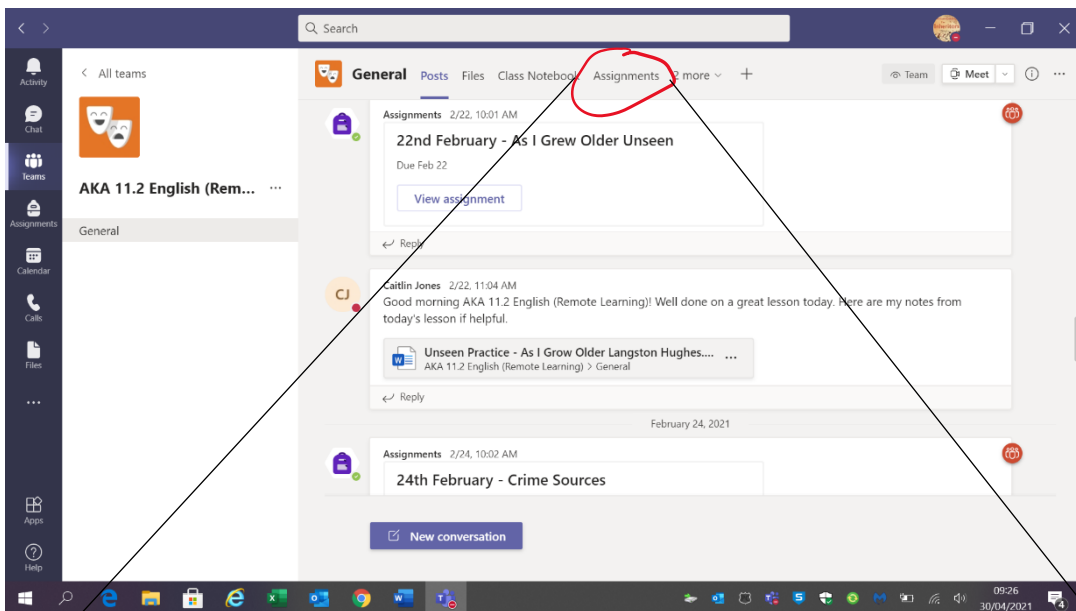 Search
Activity
Chat
Teams
Assignments
Calendar
Calls
Files
Apps
Help
All teams
AKA 11.2 English (Rem... ...
General
General Posts Files Class Notebook Assignments 2 more +
Team
Meet
Assignments 2/22, 10:01 AM
22nd February - As I Grew Older Unseen
Due Feb 22
View assignment
Reply
CJ
Caitlin Jones 2/22, 11:04 AM
Good morning AKA 11.2 English (Remote Learning)! Well done on a great lesson today. Here are my notes from
today's lesson if helpful.
Unseen Practice - As I Grow Older Langston Hughes.... ...
AKA 11.2 English (Remote Learning) > General
Reply
February 24, 2021
Assignments 2/24, 10:02 AM
24th February - Crime Sources
New conversation
09:26
30/04/2021
4